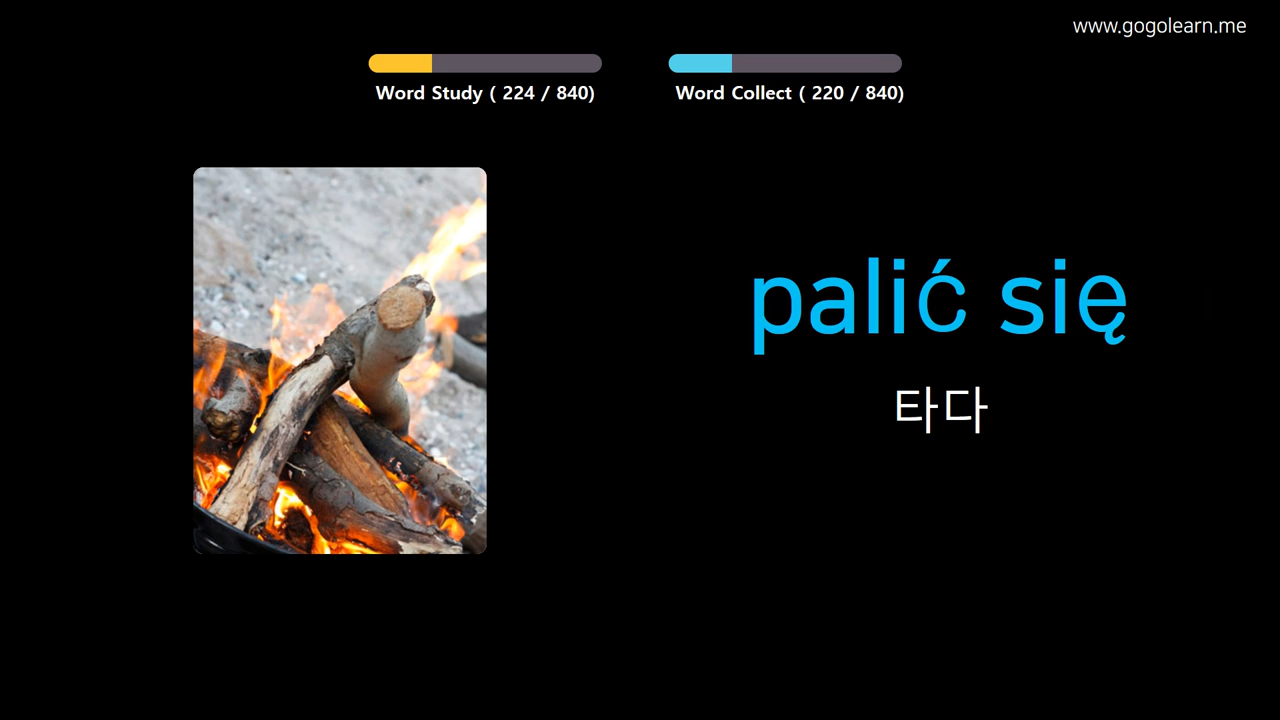 www.gogolearn.me
Word Study ( 224 / 840)
Word Collect ( 220 / 840)
palić się
타다